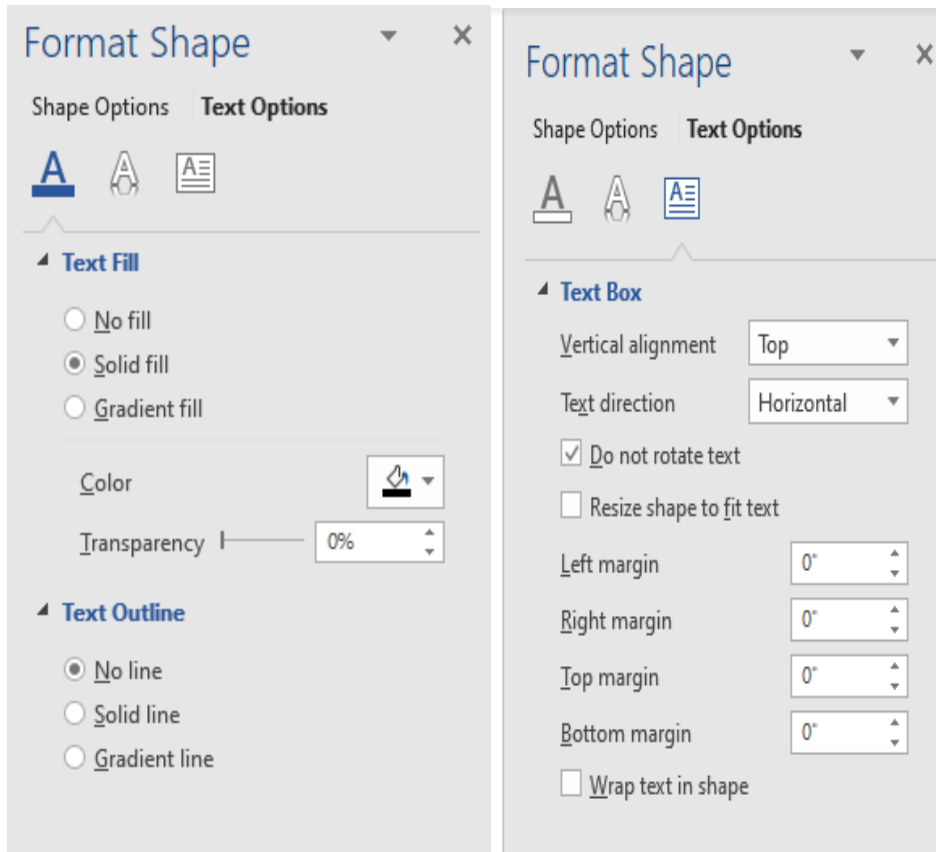 Format Shape
Shape Options Text Options
A A A
Text Fill
No fill
Solid fill
Gradient fill
Color
Transparency 0%
Text Outline
No line
Solid line
Gradient line
Format Shape
Shape Options Text Options
A A A
Text Box
Vertical alignment Top
Text direction Horizontal
Do not rotate text
Resize shape to fit text
Left margin 0"
Right margin 0"
Top margin 0"
Bottom margin 0"
Wrap text in shape